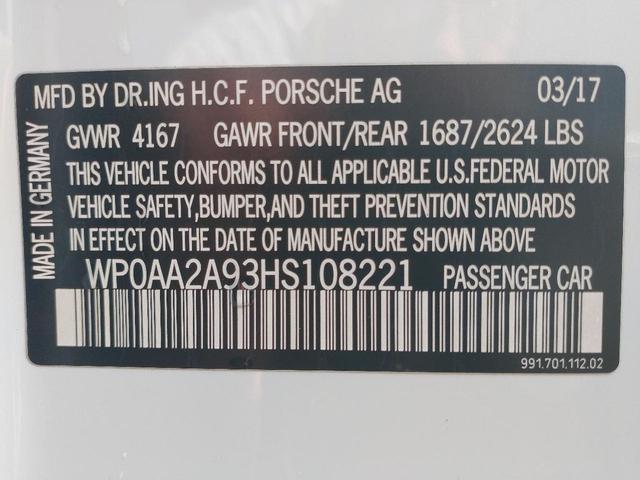 MFD BY DR.ING H.C.F. PORSCHE AG 03/17
GVWR 4167 GAWR FRONT/REAR 1687/2624 LBS
THIS VEHICLE CONFORMS TO ALL APPLICABLE U.S.FEDERAL MOTOR
VEHICLE SAFETY,BUMPER,AND THEFT PREVENTION STANDARDS
IN EFFECT ON THE DATE OF MANUFACTURE SHOWN ABOVE
WP0AA2A93HS108221 PASSENGER CAR
991.701.112.02
MADE IN GERMANY